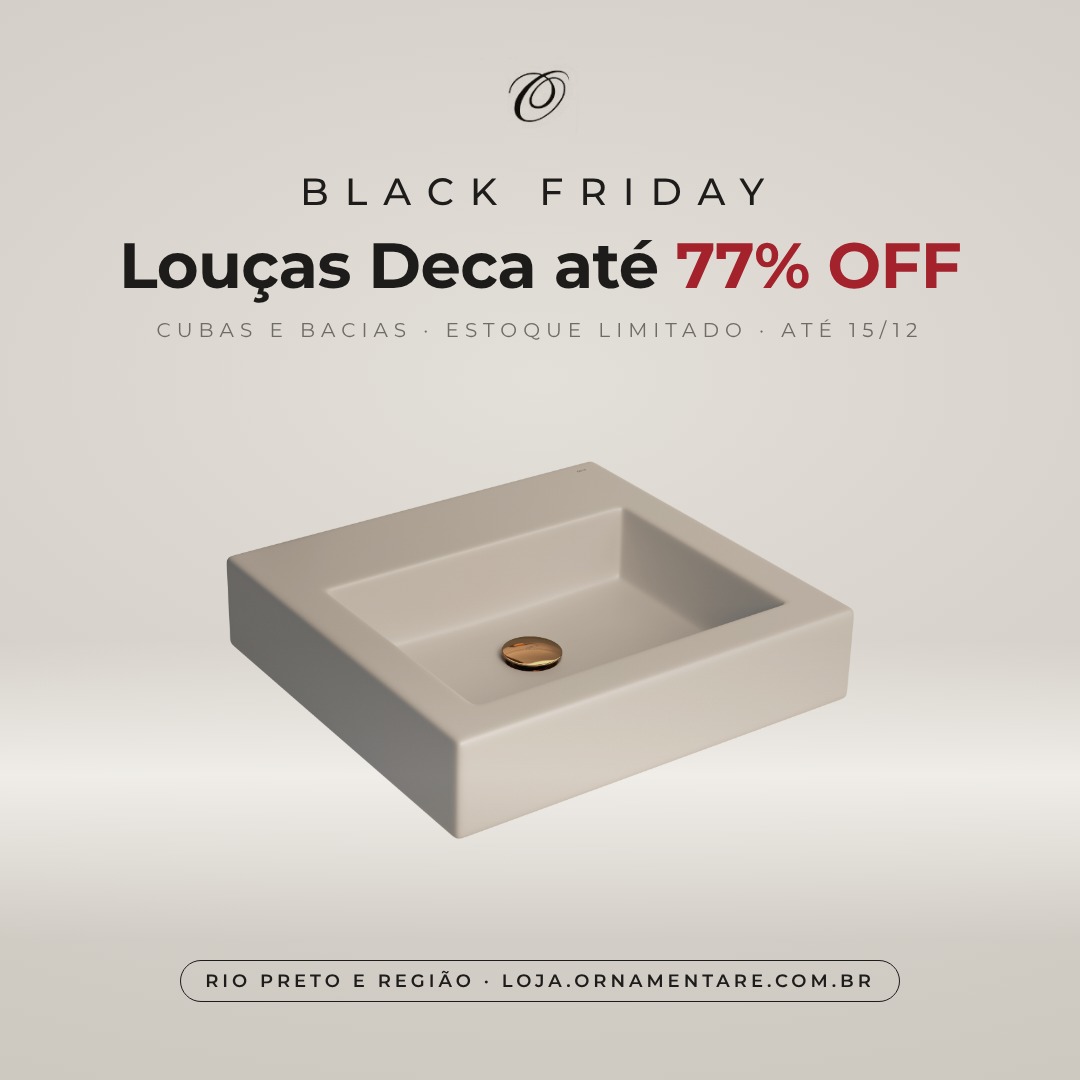 BLACK FRIDAY
Louças Deca até 77% OFF
CUBAS E BACIAS · ESTOQUE LIMITADO · ATÉ 15/12
RIO PRETO E REGIÃO · LOJA.ORNAMENTARE.COM.BR